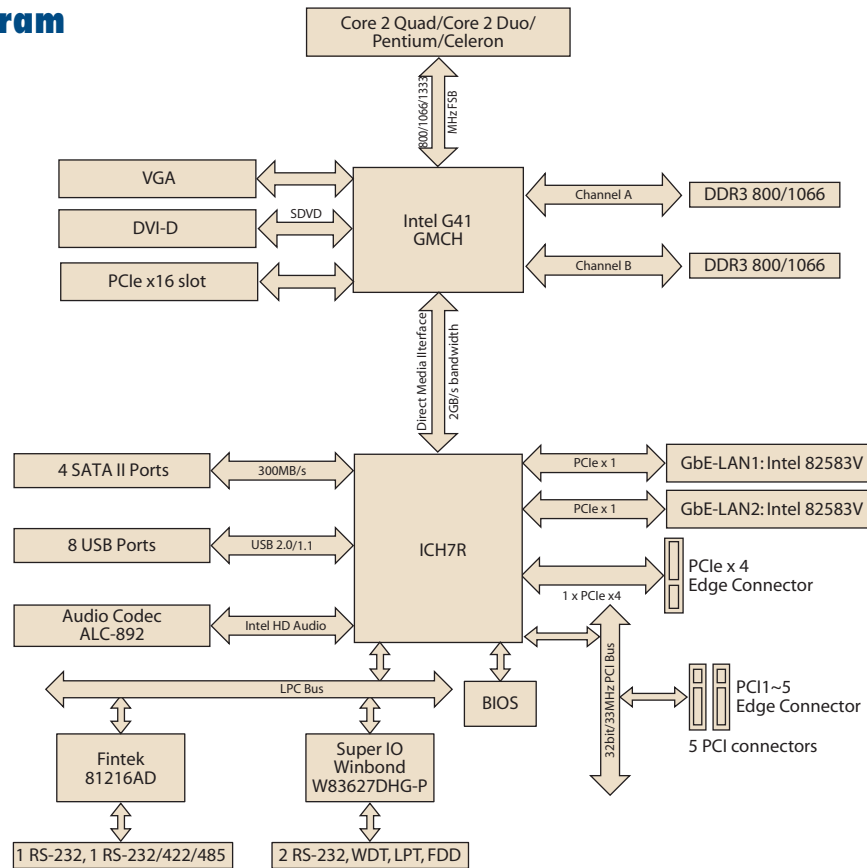 ram
Core 2 Quad/Core 2 Duo/
Pentium/Celeron
800/1066/1333
MHz FSB
VGA
DVI-D
SDVD
PCIe x16 slot
Intel G41
GMCH
Channel A
DDR3 800/1066
Channel B
DDR3 800/1066
Direct Media IIterface
2GB/s bandwidth
4 SATA II Ports
300MB/s
8 USB Ports
USB 2.0/1.1
Audio Codec
ALC-892
Intel HD Audio
ICH7R
PCIe x 1
GbE-LAN1: Intel 82583V
PCIe x 1
GbE-LAN2: Intel 82583V
1 x PCIe x4
PCIe x 4
Edge Connector
LPC Bus
BIOS
32bit/33MHz PCI Bus
PCI1~5
Edge Connector
5 PCI connectors
Fintek
81216AD
Super IO
Winbond
W83627DHG-P
1 RS-232, 1 RS-232/422/485
2 RS-232, WDT, LPT, FDD